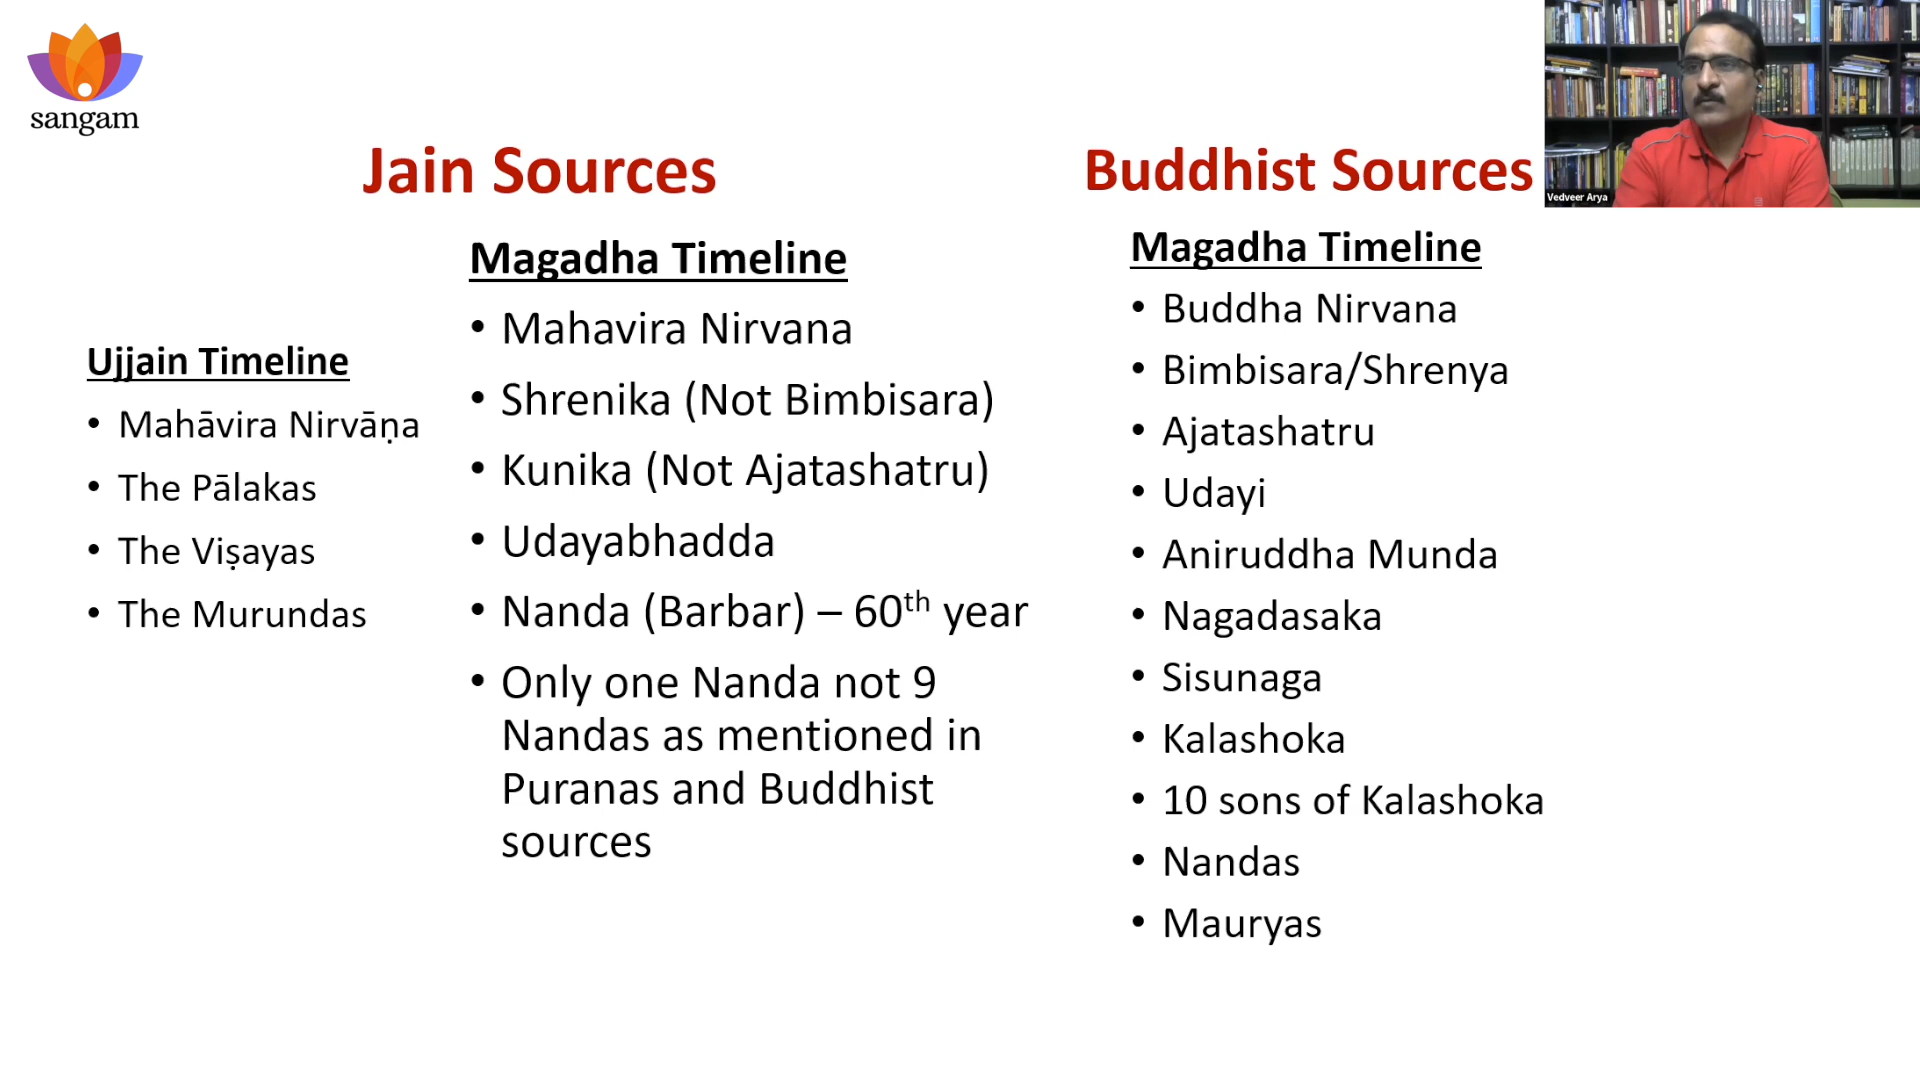 sangam
Jain Sources
Ujjain Timeline
• Mahāvira Nirvāṇa
• The Pālakas
• The Viṣayas
• The Murundas
Magadha Timeline
• Mahavira Nirvana
• Shrenika (Not Bimbisara)
• Kunika (Not Ajatashatru)
• Udayabhadda
• Nanda (Barbar) – 60th year
• Only one Nanda not 9
Nandas as mentioned in
Puranas and Buddhist
sources
Buddhist Sources
Magadha Timeline
• Buddha Nirvana
• Bimbisara/Shrenya
• Ajatashatru
• Udayi
• Aniruddha Munda
• Nagadasaka
• Sisunaga
• Kalashoka
• 10 sons of Kalashoka
• Nandas
• Mauryas
Vedveer Arya